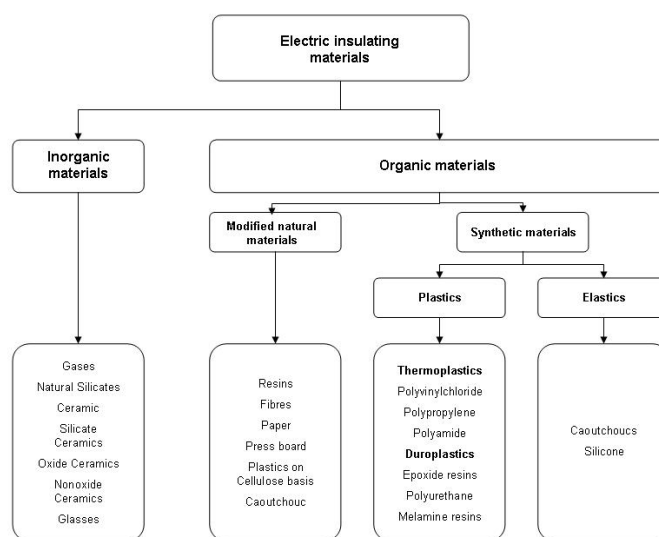 Electric insulating
materials
Inorganic
materials
Organic materials
Modified natural
materials
Synthetic materials
Plastics
Elastics
Gases
Natural Silicates
Ceramic
Silicate
Ceramics
Oxide Ceramics
Nonoxide
Ceramics
Glasses
Resins
Fibres
Paper
Press board
Plastics on
Cellulose basis
Caoutchouc
Thermoplastics
Polyvinylchloride
Polypropylene
Polyamide
Duroplastics
Epoxide resins
Polyurethane
Melamine resins
Caoutchoucs
Silicone